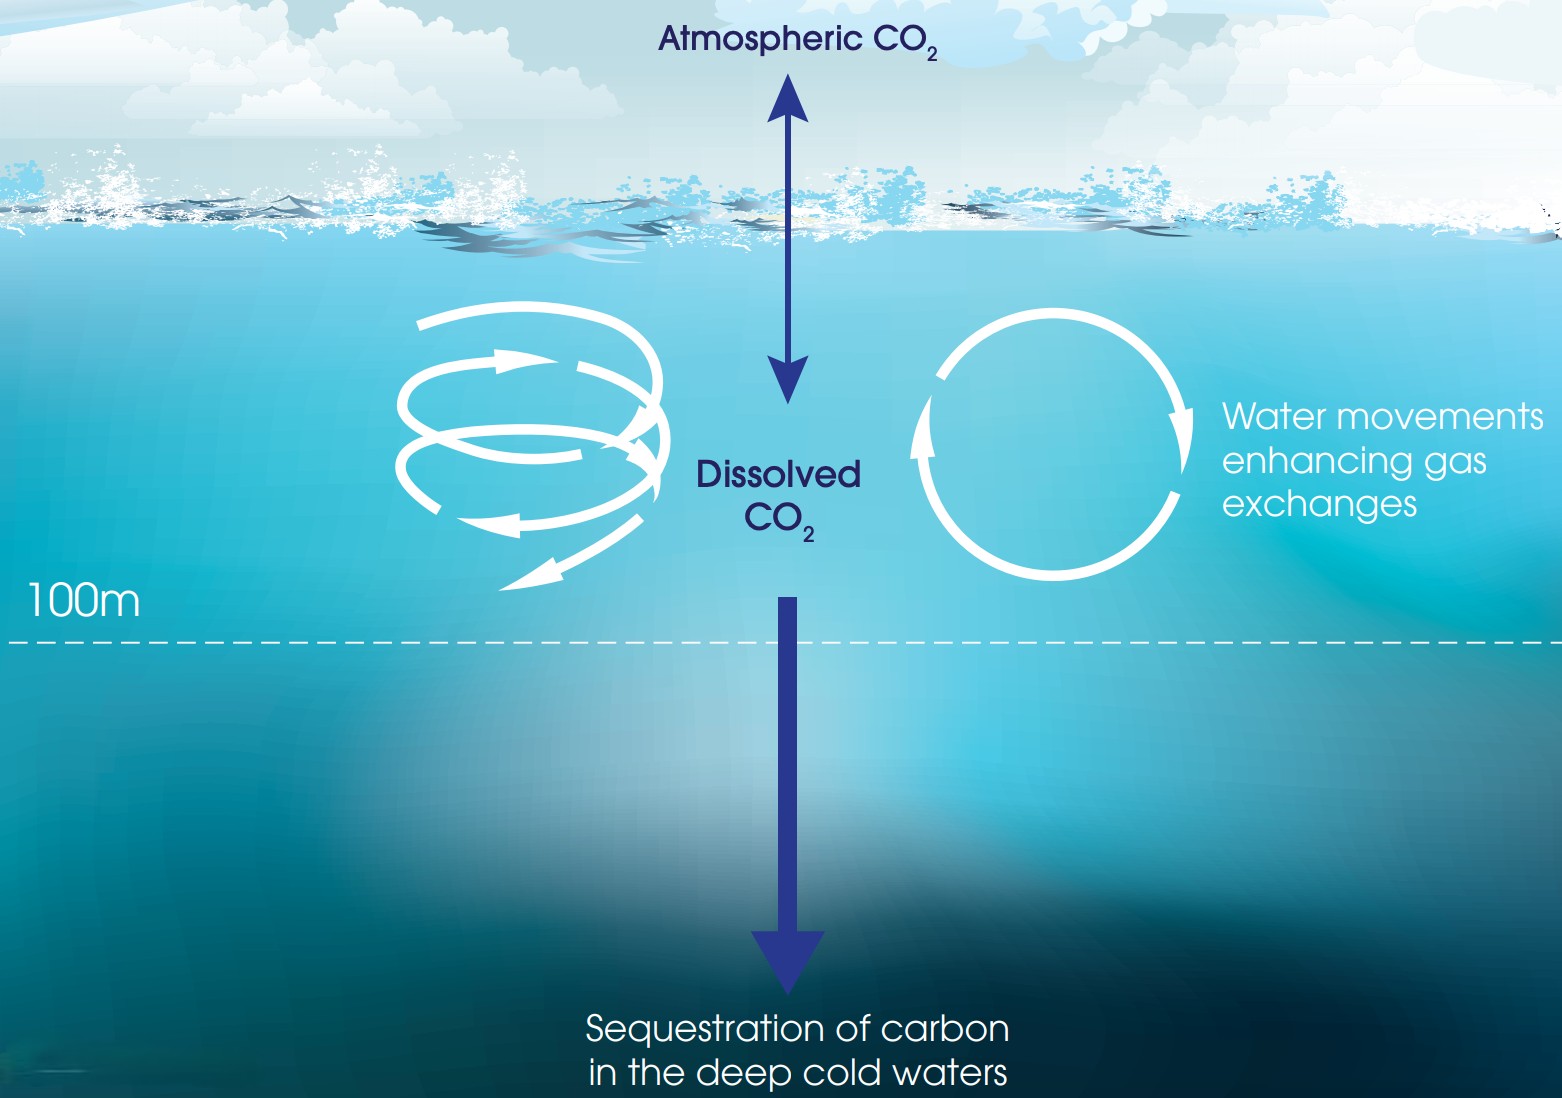 Atmospheric CO₂
Dissolved
CO₂
Water movements
enhancing gas
exchanges
100m
Sequestration of carbon
in the deep cold waters